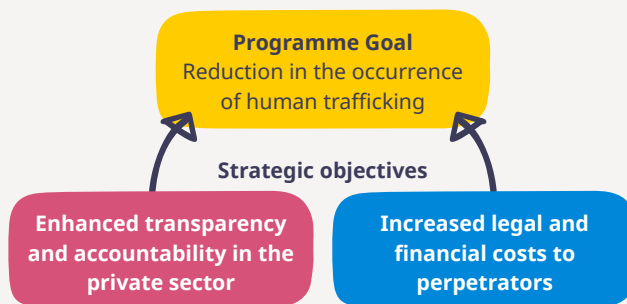 Programme Goal
Reduction in the occurrence
of human trafficking
Strategic objectives
Enhanced transparency
and accountability in the
private sector
Increased legal and
financial costs to
perpetrators